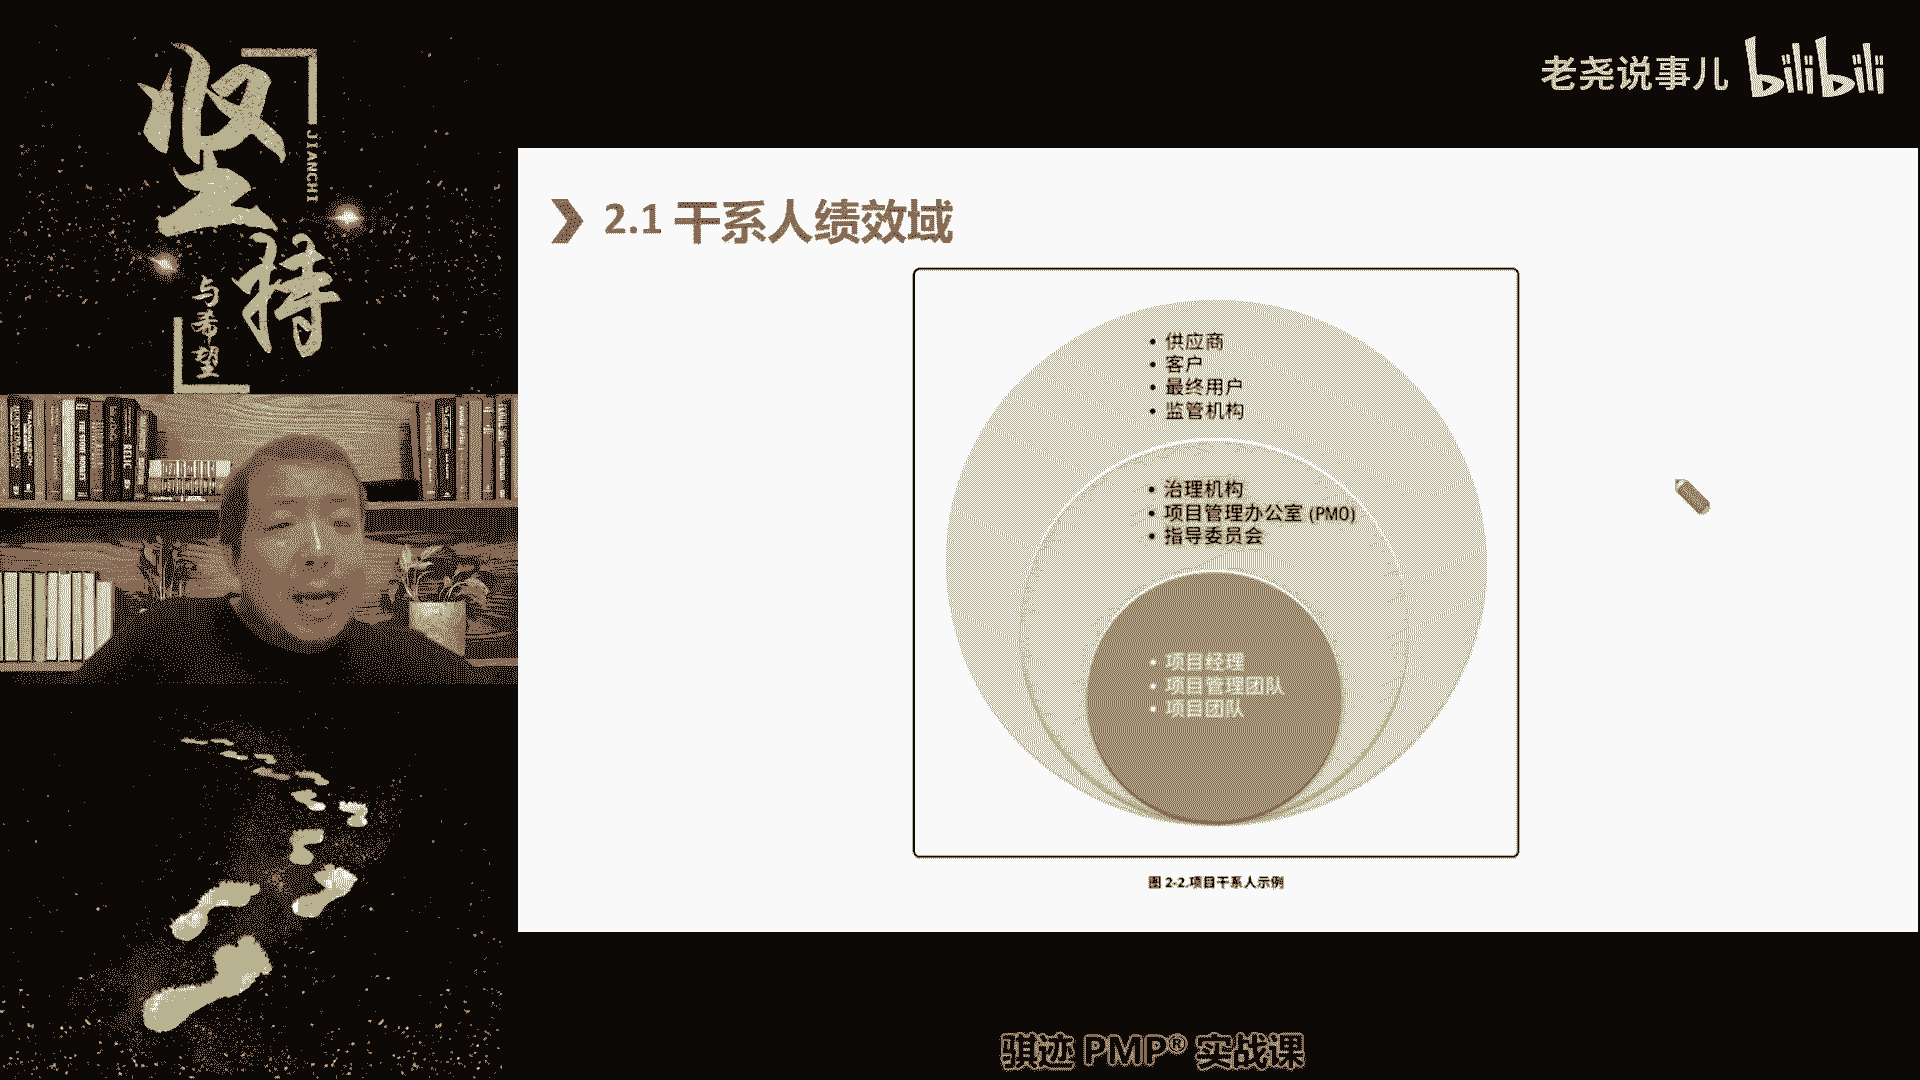 坚持
JIANCHI
与希望
老尧说事儿 bilibili
2.1 干系人绩效域
• 供应商
• 客户
• 最终用户
• 监管机构
• 治理机构
• 项目管理办公室 (PMO)
• 指导委员会
• 项目经理
• 项目管理团队
• 项目团队
图 2-2.项目干系人示例
骐迹 PMP® 实战课